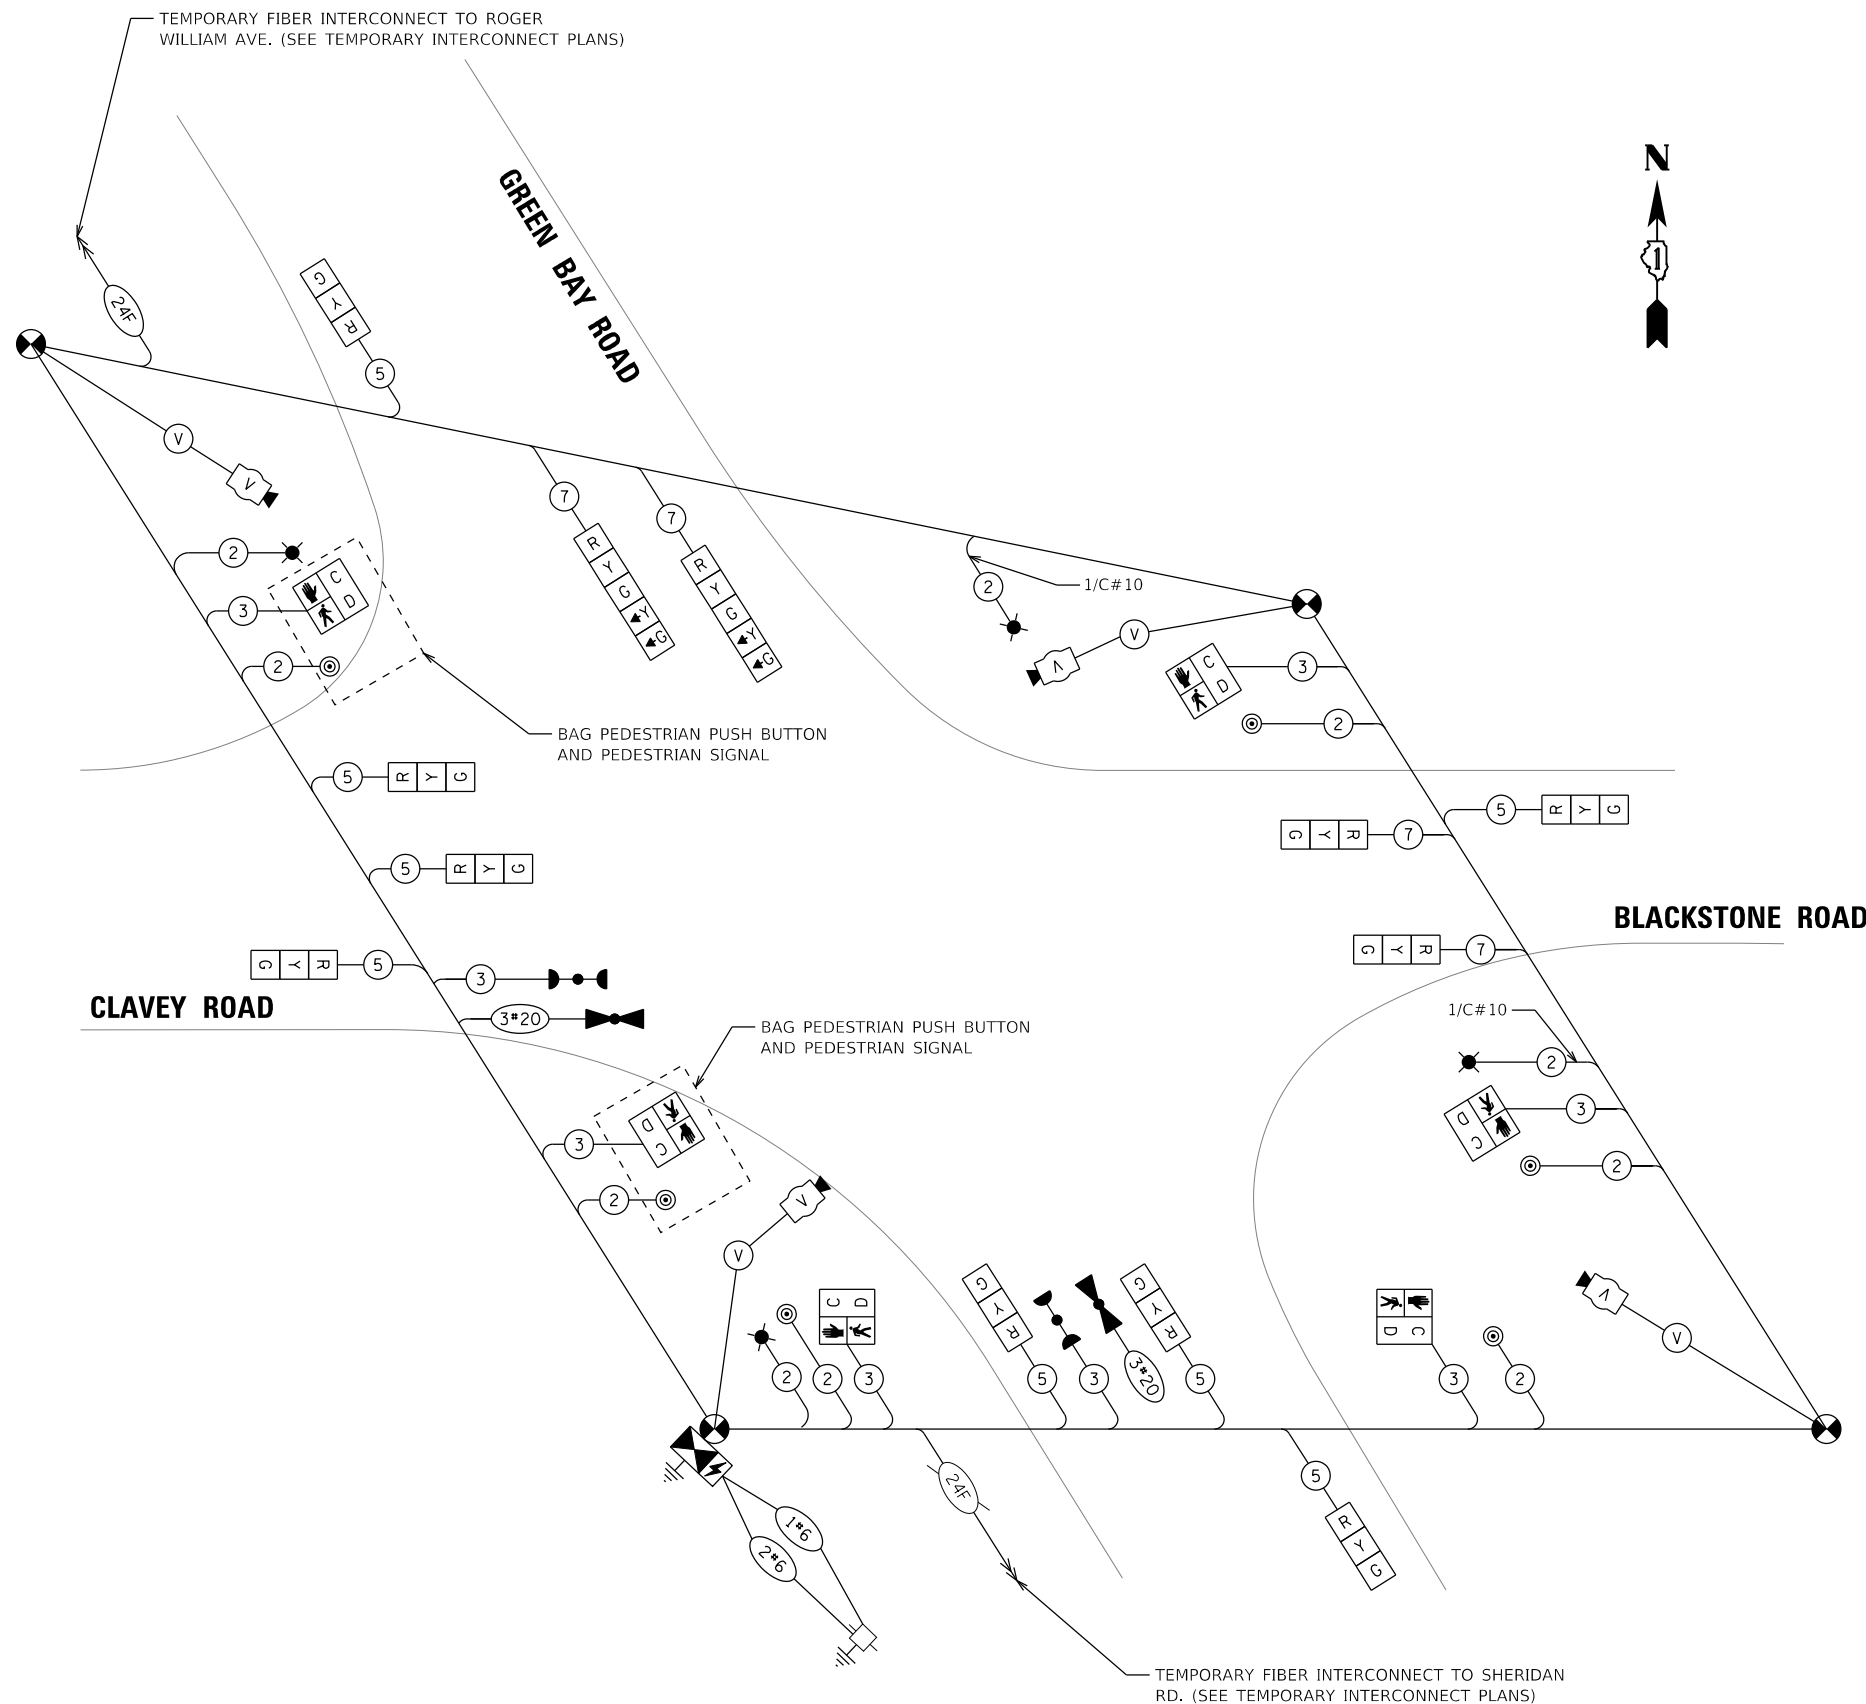 TEMPORARY FIBER INTERCONNECT TO ROGER
WILLIAM AVE. (SEE TEMPORARY INTERCONNECT PLANS)
N
1
GREEN BAY ROAD
24F
G Y R
5
V
V
7
R Y G Y G
7
R Y G Y G
2
1/C#10
2
V
V
C
D
3
2
C
D
3
2
BAG PEDESTRIAN PUSH BUTTON
AND PEDESTRIAN SIGNAL
5
R Y G
G Y R
7
5
R Y G
5
R Y G
BLACKSTONE ROAD
G Y R
7
G Y R
5
3
CLAVEY ROAD
3#20
1/C#10
BAG PEDESTRIAN PUSH BUTTON
AND PEDESTRIAN SIGNAL
2
3
D
C
3
D
C
2
2
V
V
C D
2
2
3
G Y R
5
3
3#20
G Y R
5
D C
3
2
V
V
24F
5
R Y G
1#6
2#6
TEMPORARY FIBER INTERCONNECT TO SHERIDAN
RD. (SEE TEMPORARY INTERCONNECT PLANS)